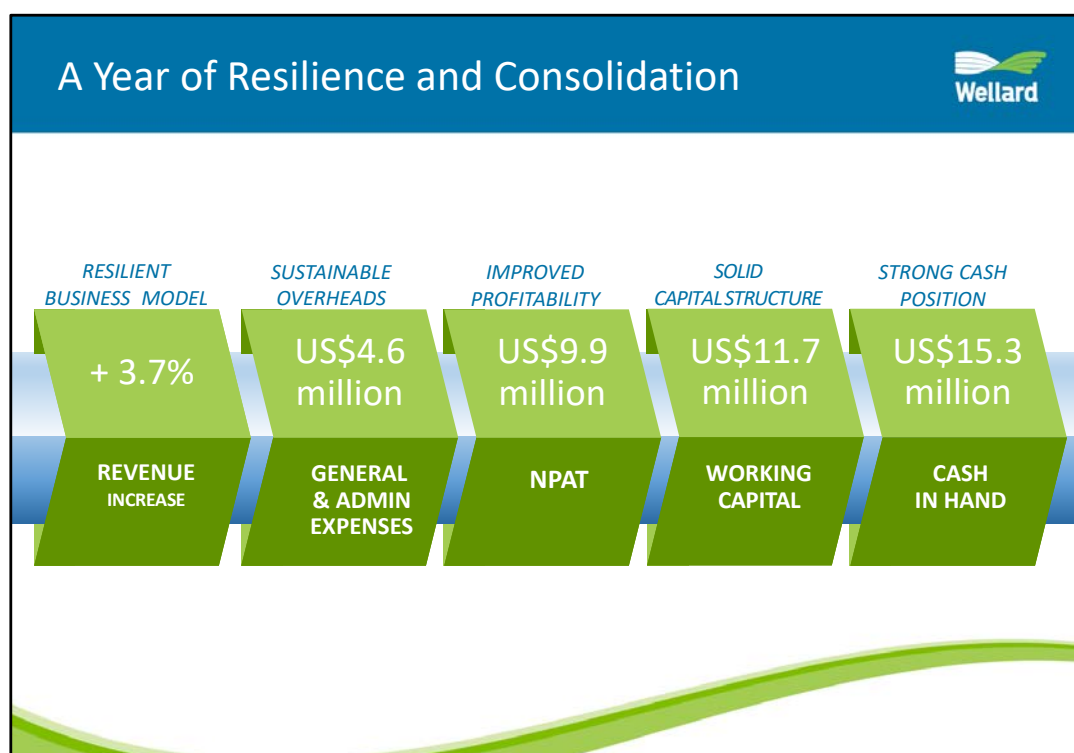 A Year of Resilience and Consolidation
Wellard
RESILIENT
BUSINESS MODEL
+ 3.7%
REVENUE
INCREASE
SUSTAINABLE
OVERHEADS
US$4.6
million
GENERAL
& ADMIN
EXPENSES
IMPROVED
PROFITABILITY
US$9.9
million
NPAT
SOLID
CAPITAL STRUCTURE
US$11.7
million
WORKING
CAPITAL
STRONG CASH
POSITION
US$15.3
million
CASH
IN HAND